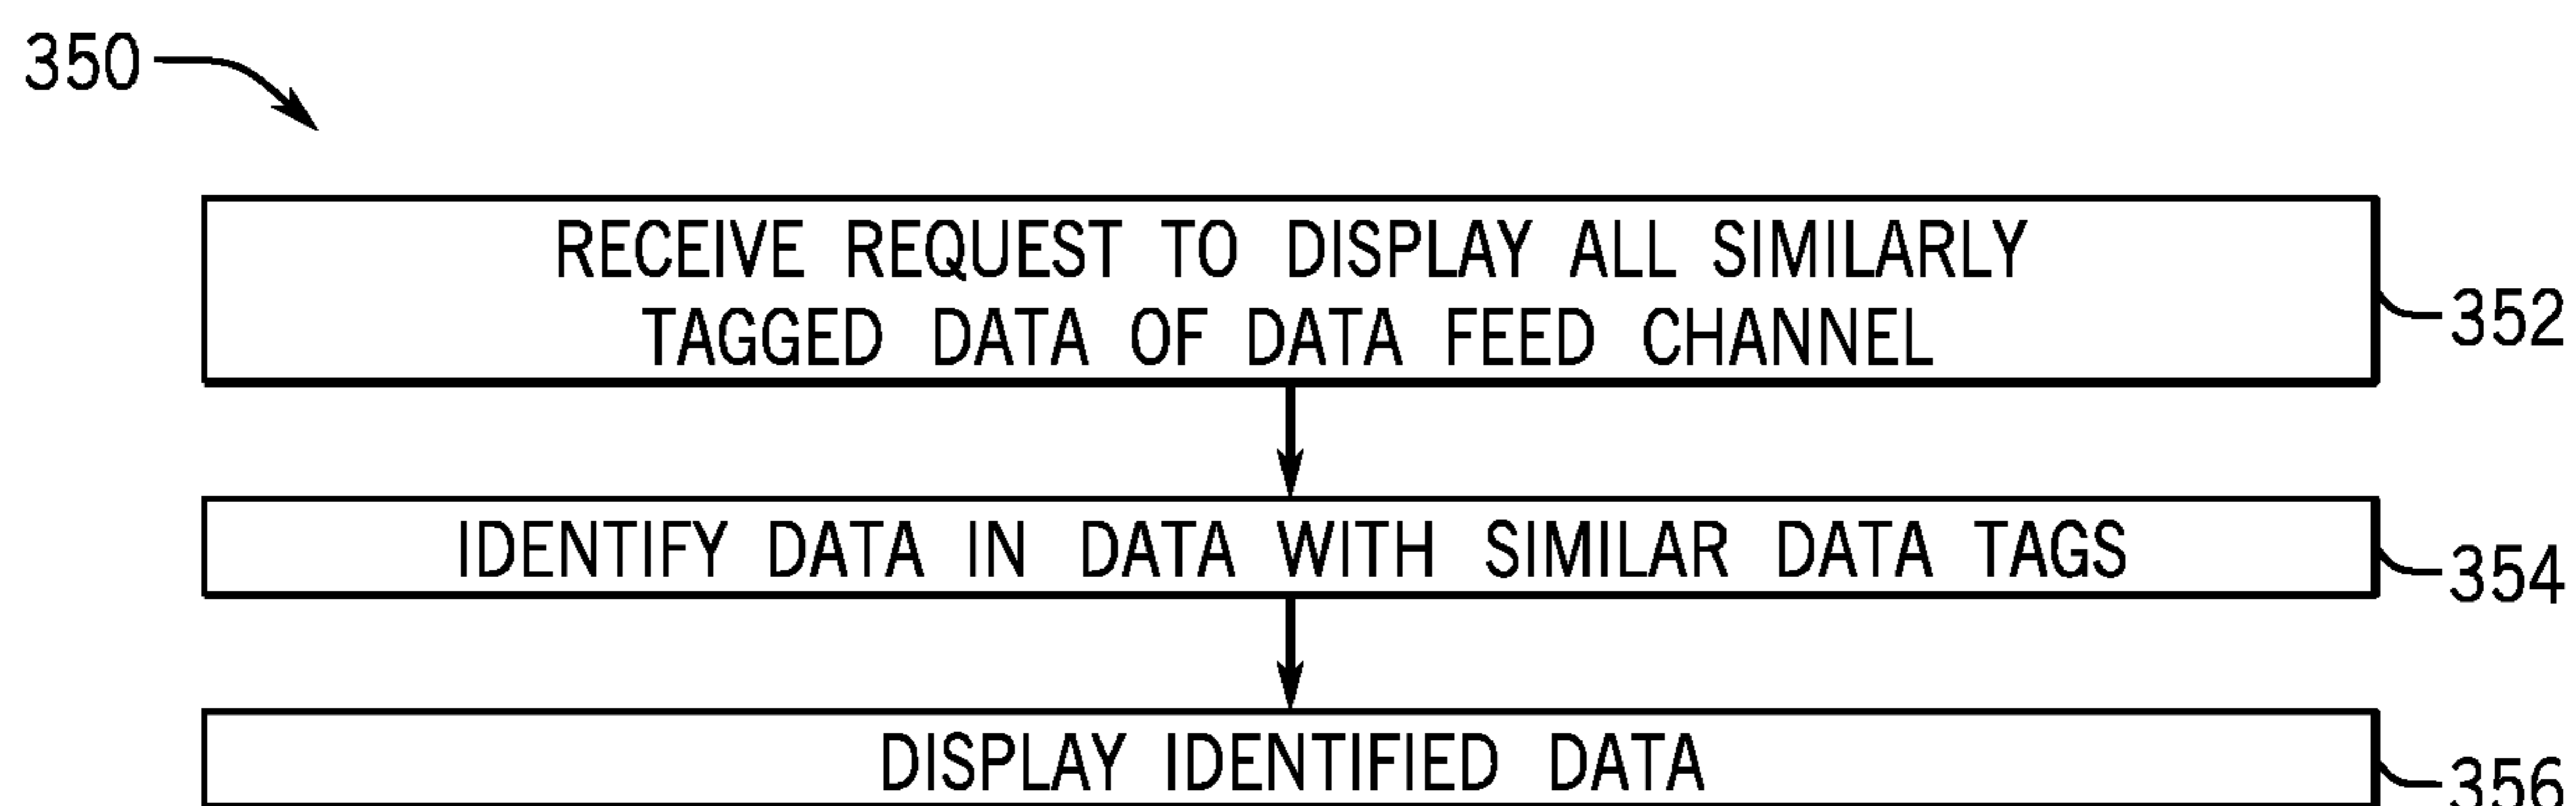 350
RECEIVE REQUEST TO DISPLAY ALL SIMILARLY
TAGGED DATA OF DATA FEED CHANNEL
352
IDENTIFY DATA IN DATA WITH SIMILAR DATA TAGS
354
DISPLAY IDENTIFIED DATA
356